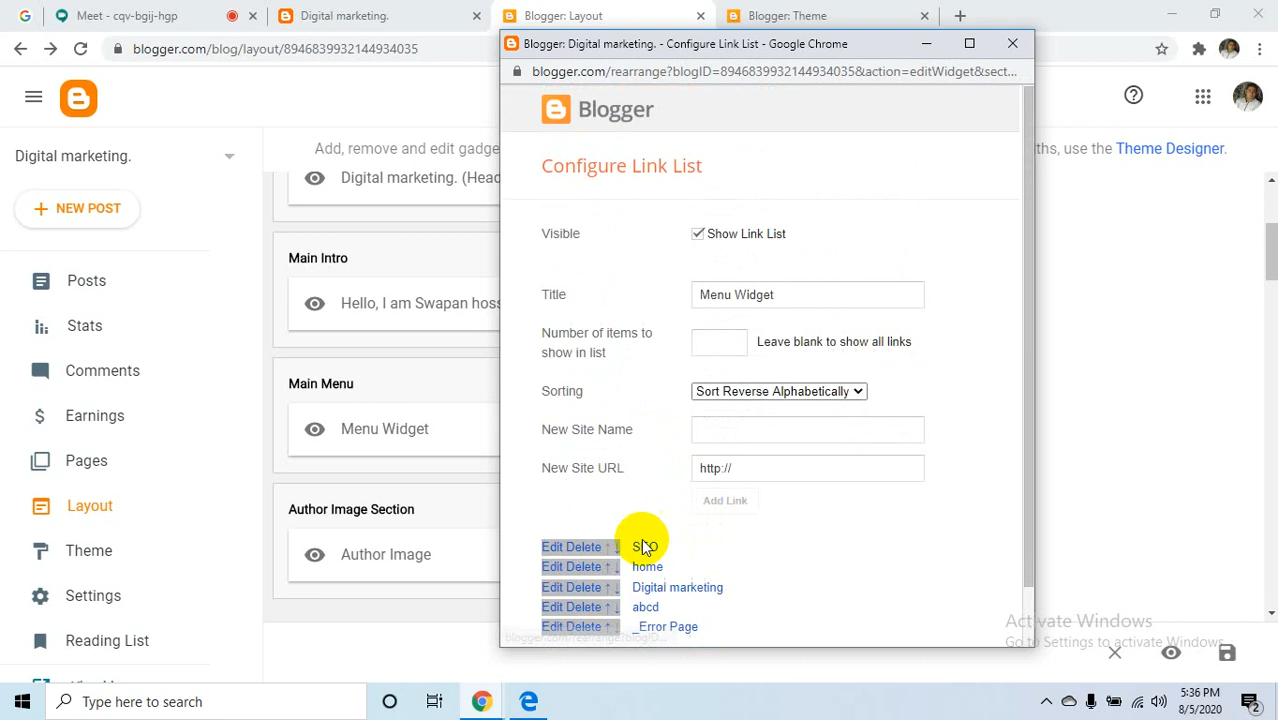 Meet - cqv-bgij-hgp
Digital marketing.
Blogger: Layout
Blogger: Theme
blogger.com/blog/layout/8946839932144934035
Blogger: Digital marketing. - Configure Link List - Google Chrome
blogger.com/rearrange?blogID=8946839932144934035&action=editWidget&sect...
Blogger
Digital marketing.
Add, remove and edit gadge
ths, use the Theme Designer.
NEW POST
Posts
Stats
Comments
Earnings
Pages
Layout
Theme
Settings
Reading List
Digital marketing. (Head
Main Intro
Hello, I am Swapan hoss
Main Menu
Menu Widget
Author Image Section
Author Image
Configure Link List
Visible
Show Link List
Title
Menu Widget
Number of items to
show in list
Leave blank to show all links
Sorting
Sort Reverse Alphabetically
New Site Name
New Site URL
http://
Add Link
Edit Delete ↑ ↓ SEO
Edit Delete ↑ ↓ home
Edit Delete ↑ ↓ Digital marketing
Edit Delete ↑ ↓ abcd
Edit Delete ↑ ↓ _Error Page
blogger.com/rearrange?blogID...
Activate Windows
Go to Settings to activate Windows.
Type here to search
5:36 PM
8/5/2020
2